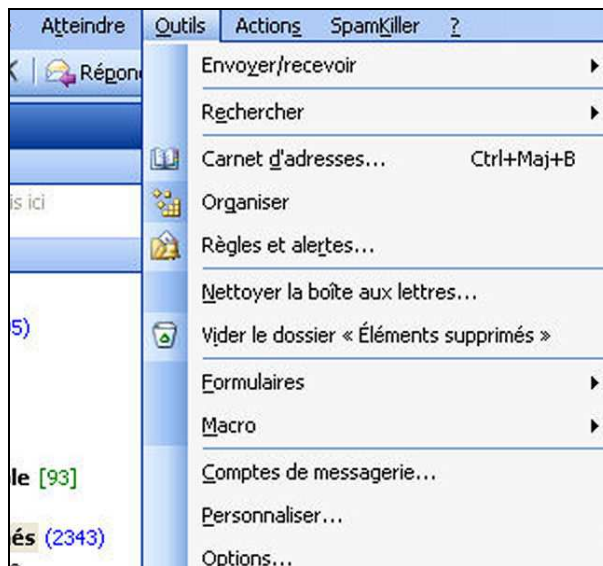 Atteindre Outils Actions SpamKiller ?
Envoyer/recevoir
Répon
Rechercher
Carnet d'adresses... Ctrl+Maj+B
is ici
Organiser
Règles et alertes...
Nettoyer la boîte aux lettres...
5)
Vider le dossier « Éléments supprimés »
Formulaires
Macro
le [93]
Comptes de messagerie...
Personnaliser...
és (2343)
Options...